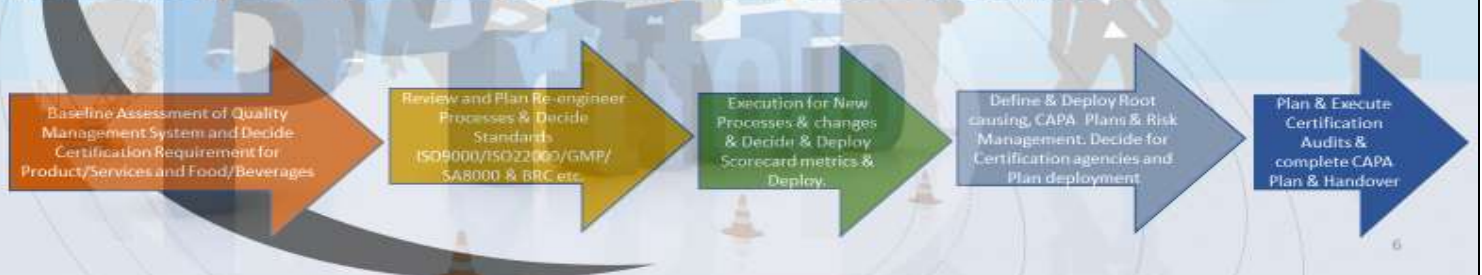 Baseline Assessment of Quality
Management System and Decide
Certification Requirement for
Product/Services and Food/Beverages
Review and Plan Re-engineer
Processes & Decide
Standards
ISO9000/ISO22000/GMP/
SA8000 & BRC etc.
Execution for New
Processes & changes
& Decide & Deploy
Scorecard metrics &
Deploy.
Define & Deploy Root
causing, CAPA Plans & Risk
Management. Decide for
Certification agencies and
Plan deployment
Plan & Execute
Certification
Audits &
complete CAPA
Plan & Handover
6